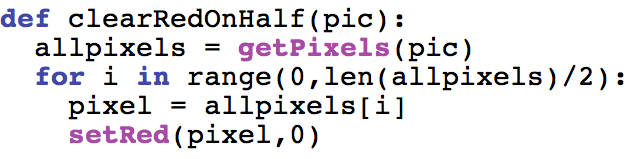 def clearRedOnHalf(pic):
  allpixels = getPixels(pic)
  for i in range(0,len(allpixels)/2):
    pixel = allpixels[i]
    setRed(pixel,0)